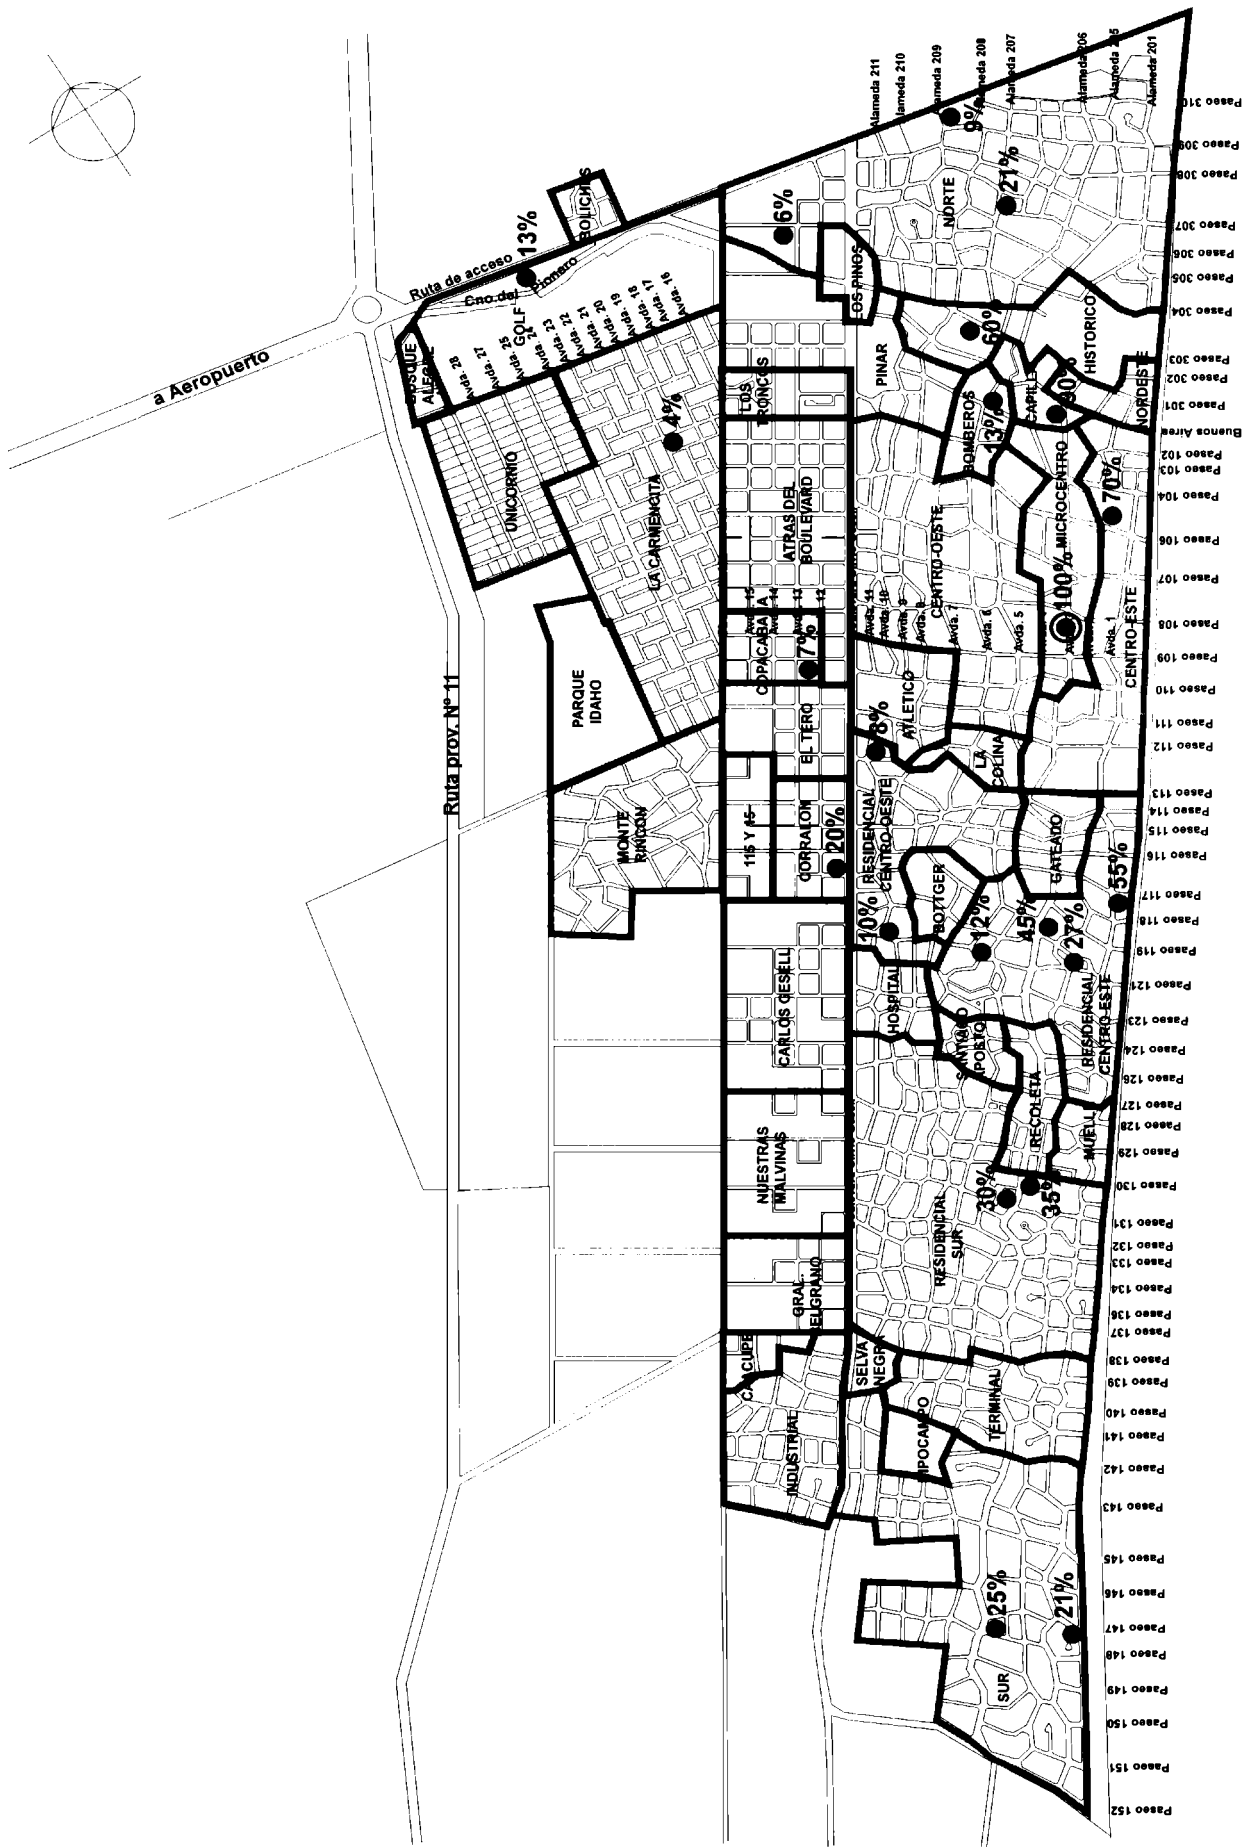 Alameda 211
lameda 210
lameda 209
ameda 208
Alameda 207
Alameda 206
Alameda 205
Alameda 201
Paseo 310
Paseo 309
Paseo 308
Paseo 307
Paseo 306
Paseo 305
Paseo 304
Paseo 303
Paseo 302
Paseo 301
Buenos Aires
Paseo 102
Paseo 103
Paseo 104
Paseo 106
Paseo 107
Paseo 108
Paseo 109
Paseo 110
Paseo 111
Paseo 112
Paseo 113
Paseo 114
Paseo 115
Paseo 116
Paseo 117
Paseo 118
Paseo 119
Paseo 121
Paseo 123
Paseo 124
Paseo 126
Paseo 127
Paseo 128
Paseo 129
Paseo 130
Paseo 131
Paseo 132
Paseo 133
Paseo 134
Paseo 136
Paseo 137
Paseo 138
Paseo 139
Paseo 140
Paseo 141
Paseo 142
Paseo 143
Paseo 145
Paseo 146
Paseo 147
Paseo 148
Paseo 149
Paseo 150
Paseo 151
Paseo 152
a Aeropuerto
Ruta de acceso
Cno del Pionero
Ruta prov. Nº 11
BOLICHES
13%
GOLF
BOSQUE
ALEGRE
Avda. 28
Avda. 27
Avda. 25
Avda. 24
Avda. 23
Avda. 22
Avda. 21
Avda. 20
Avda. 19
Avda. 18
Avda. 17
Avda. 16
UNICORNIO
LA CARMENCITA
4%
PARQUE
IDAHO
MONTE
RINCON
6%
LOS PINOS
LOS
TRONCOS
ATRAS DEL
BOULEVARD
COPACABANA
7%
Avda. 15
Avda. 14
Avda. 13
12
EL TERO
115 Y 15
CORRALON
20%
CARLOS GESELL
NUESTRAS
MALVINAS
GRAL.
BELGRANO
CAACUPE
INDUSTRIAL
9%
21%
NORTE
PINAR
60%
HISTORICO
CAPILL
90%
NORDESTE
BOMBEROS
13%
MICROCENTRO
70%
100%
CENTRO-OESTE
Avda. 11
Avda. 10
Avda. 9
Avda. 8
Avda. 7
Avda. 6
Avda. 5
Avda. 1
CENTRO-ESTE
ATLETICO
8%
LA
COLINA
RESIDENCIAL
CENTRO-OESTE
GATEADO
55%
BOTTGER
10%
12%
45%
27%
HOSPITAL
SANTIAGO
APOSTOL
RESIDENCIAL
CENTRO-ESTE
RECOLETA
MUELLE
30%
35%
RESIDENCIAL
SUR
SELVA
NEGRA
HIPOCAMPO
TERMINAL
25%
21%
SUR